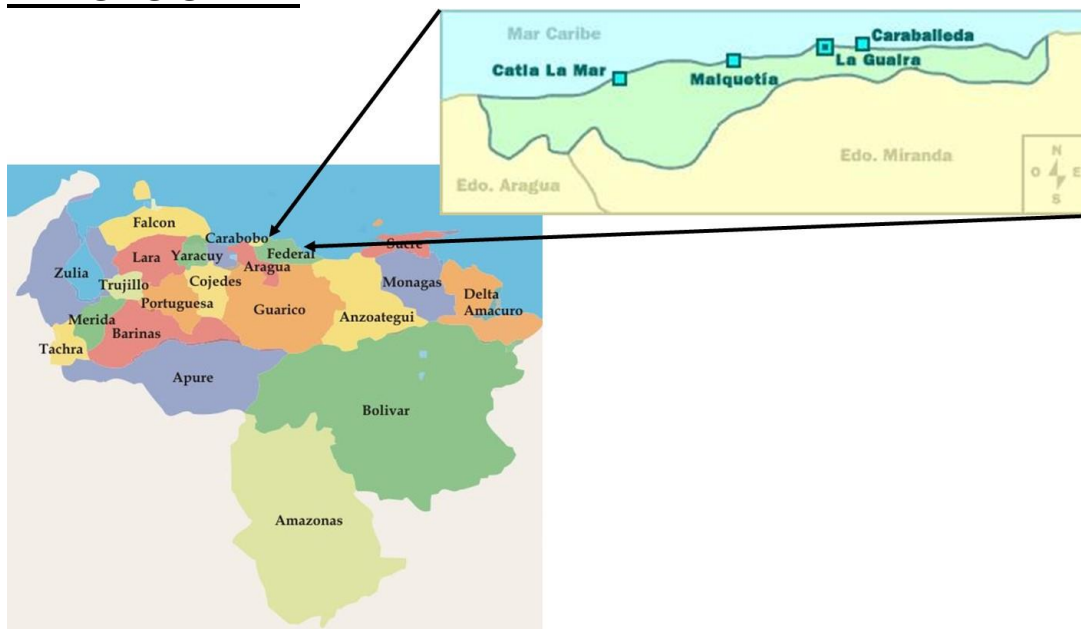 Mar Caribe
Caraballeda
La Guaira
Catia La Mar
Maiquetía
Edo. Miranda
Edo. Aragua
N
O E
S
Falcon
Carabobo
Sucre
Federal
Lara
Yaracuy
Aragua
Zulia
Trujillo
Cojedes
Monagas
Delta
Amacuro
Portuguesa
Guarico
Anzoategui
Merida
Barinas
Tachra
Apure
Bolivar
Amazonas